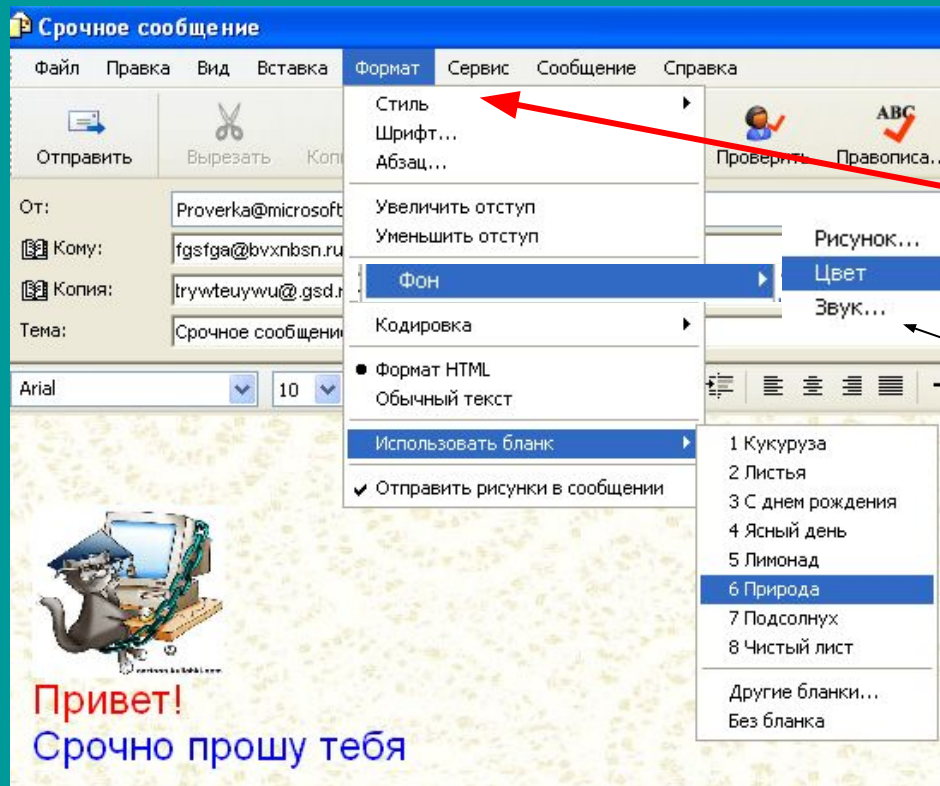 Срочное сообщение
Файл Правка Вид Вставка Формат Сервис Сообщение Справка
Отправить Вырезать Коп Проверить Правописа...
Стиль
Шрифт...
Абзац...
Увеличить отступ
Уменьшить отступ
Фон
Кодировка
Формат HTML
Обычный текст
Использовать бланк
Отправить рисунки в сообщении
Рисунок...
Цвет
Звук...
От: Proverka@microsoft
Кому: fgsfga@bvxnbsn.ru
Копия: trywteuywu@.gsd.r
Тема: Срочное сообщени
Arial 10
1 Кукуруза
2 Листья
3 С днем рождения
4 Ясный день
5 Лимонад
6 Природа
7 Подсолнух
8 Чистый лист
Другие бланки...
Без бланка
Привет!
Срочно прошу тебя